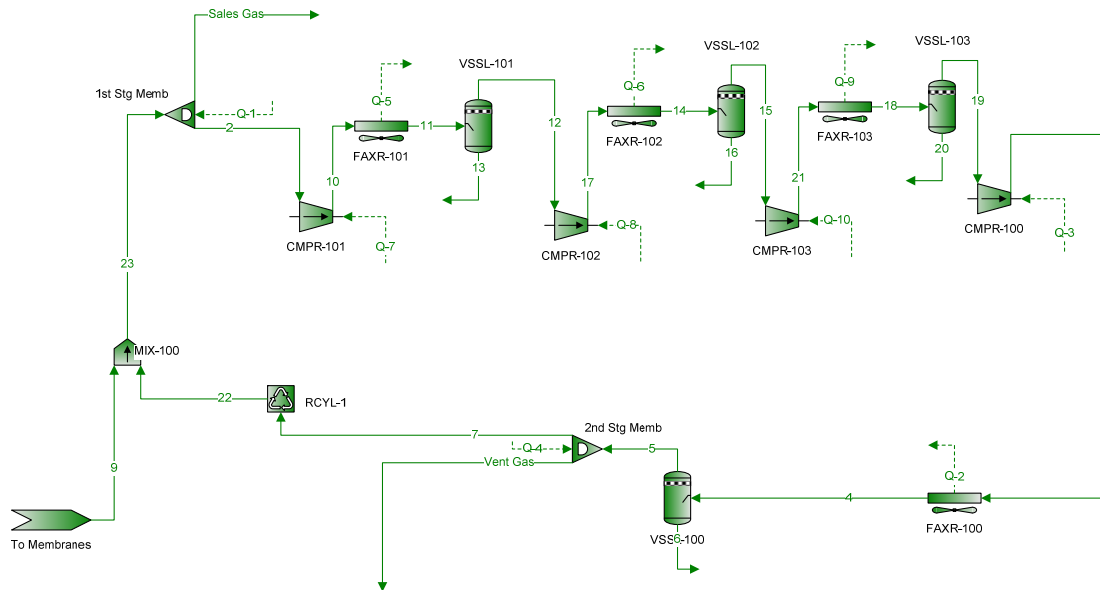 Sales Gas
VSSL-103
VSSL-102
VSSL-101
1st Stg Memb
Q-5
Q-6
Q-9
Q-1
2
11
12
14
15
18
19
FAXR-101
FAXR-102
FAXR-103
13
16
20
10
17
21
CMPR-101
CMPR-102
CMPR-103
CMPR-100
Q-7
Q-8
Q-10
Q-3
23
MIX-100
22
RCYL-1
7
2nd Stg Memb
Q-4
5
Vent Gas
9
Q-2
4
FAXR-100
To Membranes
VSSL-100
6